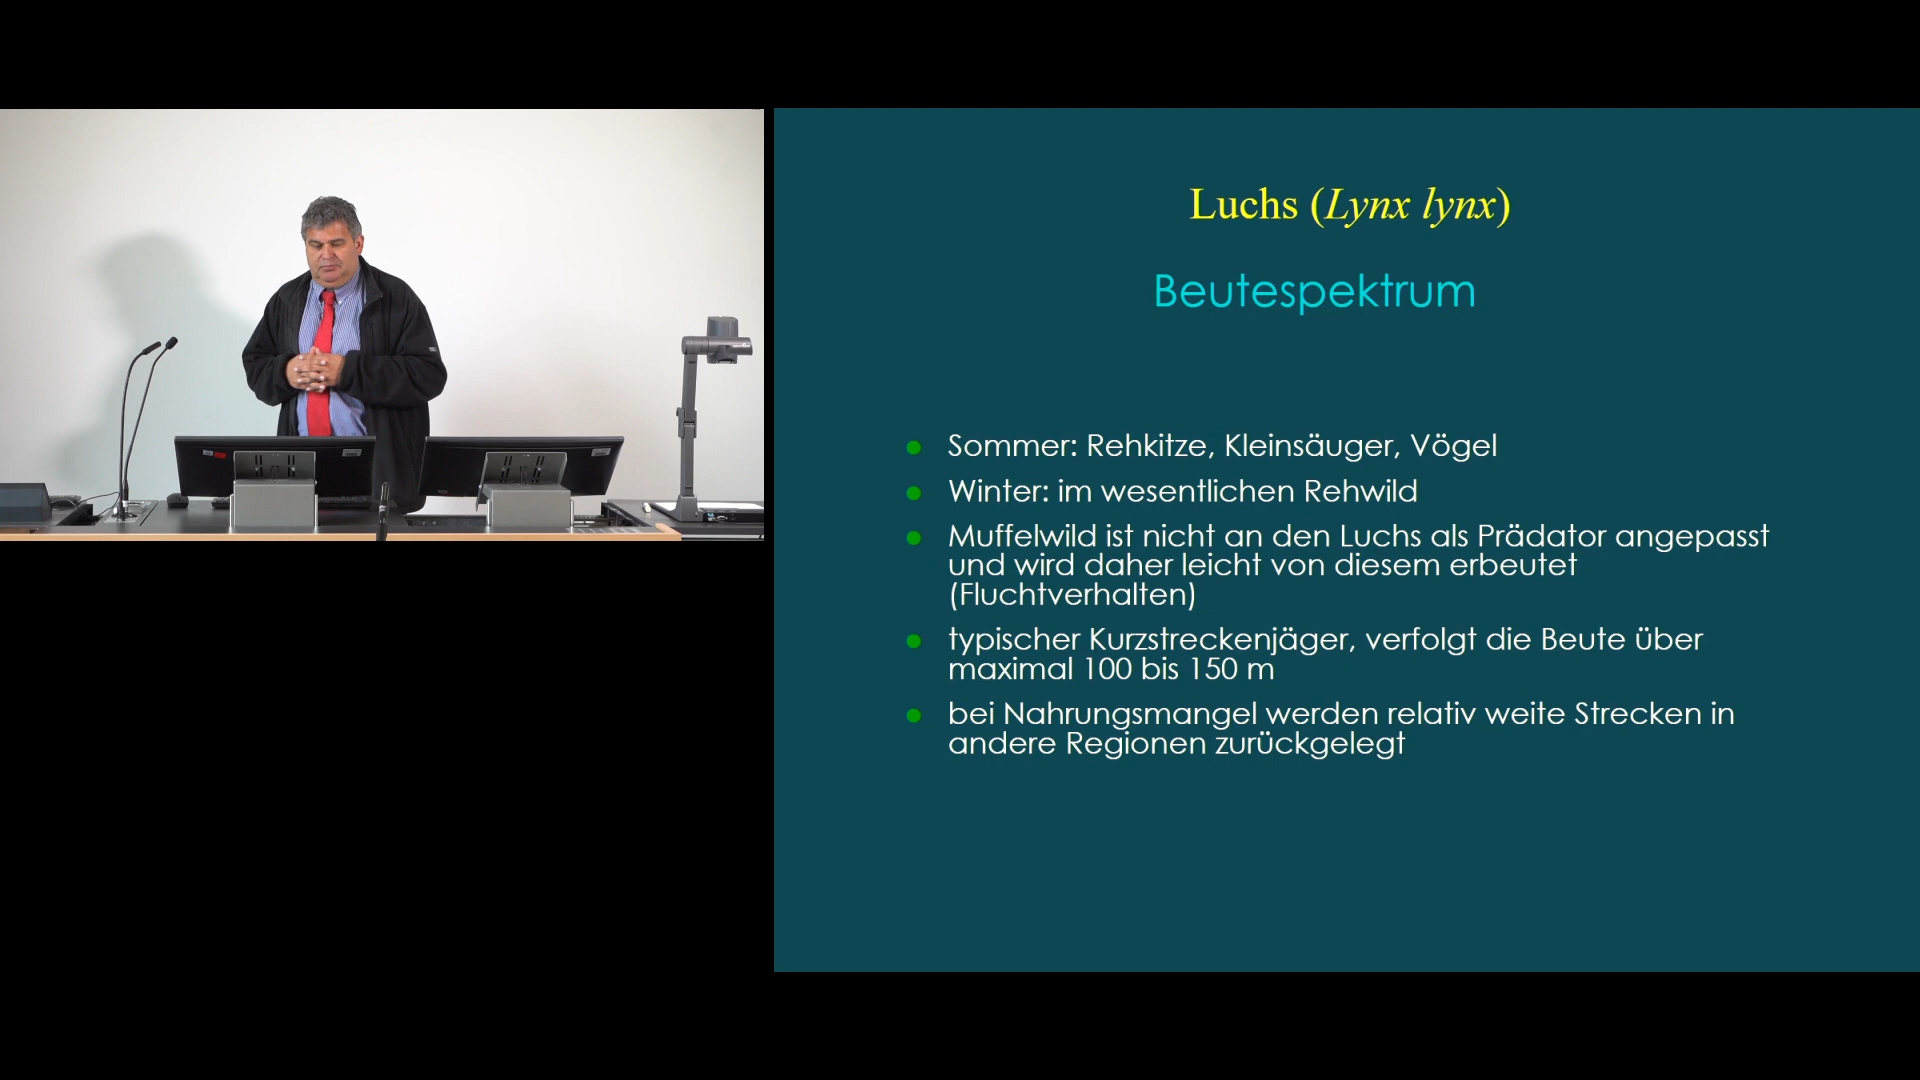 Luchs (Lynx lynx)
Beutespektrum
Sommer: Rehkitze, Kleinsäuger, Vögel
Winter: im wesentlichen Rehwild
Muffelwild ist nicht an den Luchs als Prädator angepasst
und wird daher leicht von diesem erbeutet
(Fluchtverhalten)
typischer Kurzstreckenjäger, verfolgt die Beute über
maximal 100 bis 150 m
bei Nahrungsmangel werden relativ weite Strecken in
andere Regionen zurückgelegt